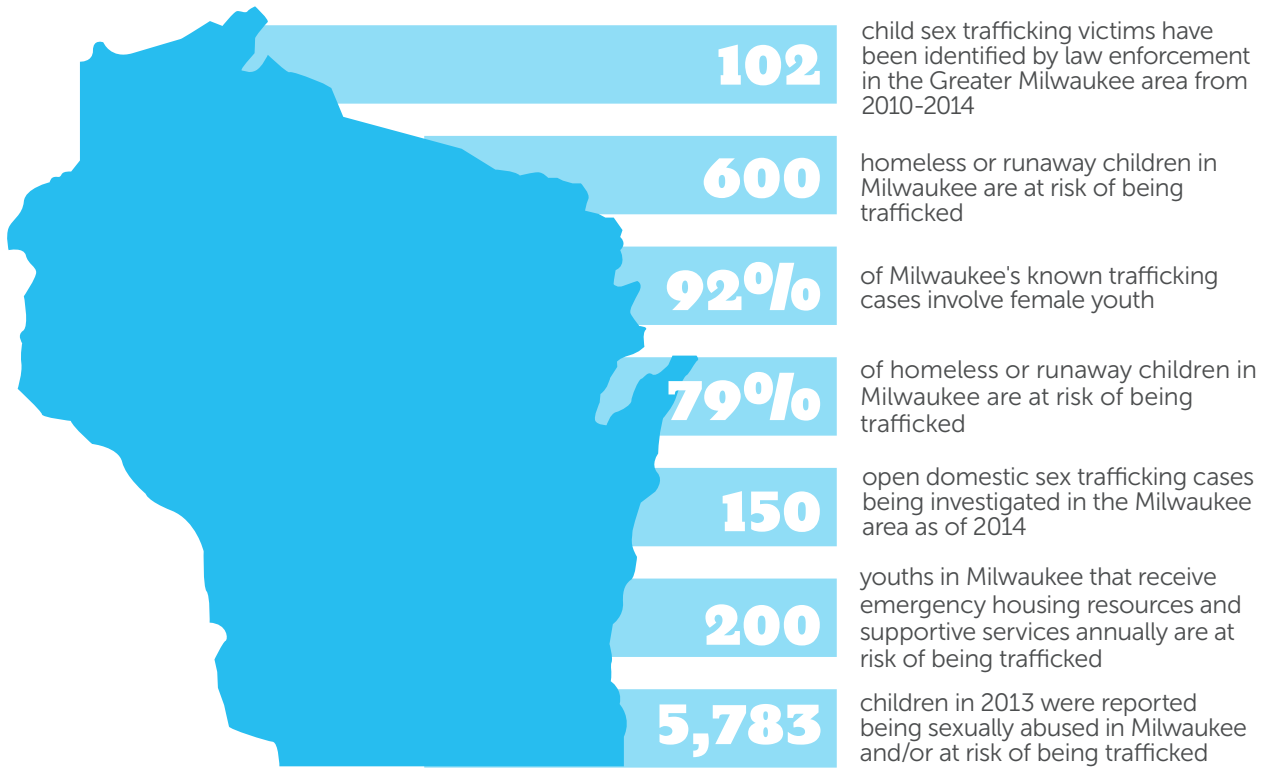 102
child sex trafficking victims have
been identified by law enforcement
in the Greater Milwaukee area from
2010-2014
600
homeless or runaway children in
Milwaukee are at risk of being
trafficked
92%
of Milwaukee's known trafficking
cases involve female youth
79%
of homeless or runaway children in
Milwaukee are at risk of being
trafficked
150
open domestic sex trafficking cases
being investigated in the Milwaukee
area as of 2014
200
youths in Milwaukee that receive
emergency housing resources and
supportive services annually are at
risk of being trafficked
5,783
children in 2013 were reported
being sexually abused in Milwaukee
and/or at risk of being trafficked